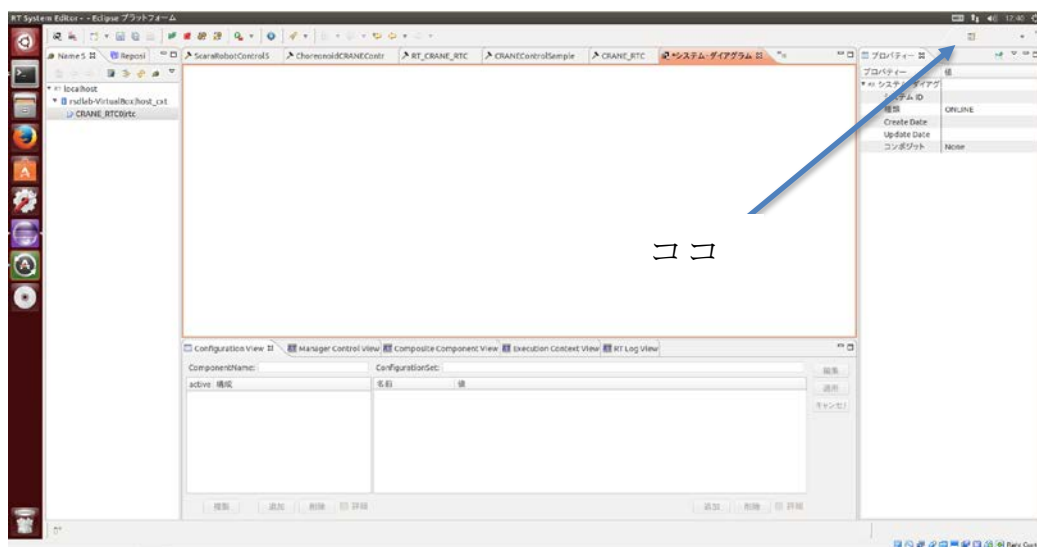 RT System Editor - - Eclipse プラットフォーム
17:40
Name S
Reposi
ScaraRobotControlS
ChoreonoidCRANEContr
RT_CRANE_RTC
CRANEControlSemple
CRANE_RTC
*システム・ダイアグラム
プロパティー
localhost
rsdlab-VirtualBox|host_cxt
CRANE_RTC0|rtc
プロパティー 値
システム・ダイアグ
システム ID
種類 ONLINE
Create Date
Update Date
コンポジット None
ココ
Configuration View
Manager Control View
Composite Component View
Execution Context View
RT Log View
ComponentName:
ConfigurationSet:
編集
active 構成
名前 値
適用
キャンセル
複製 追加 削除 詳細
追加 削除 詳細